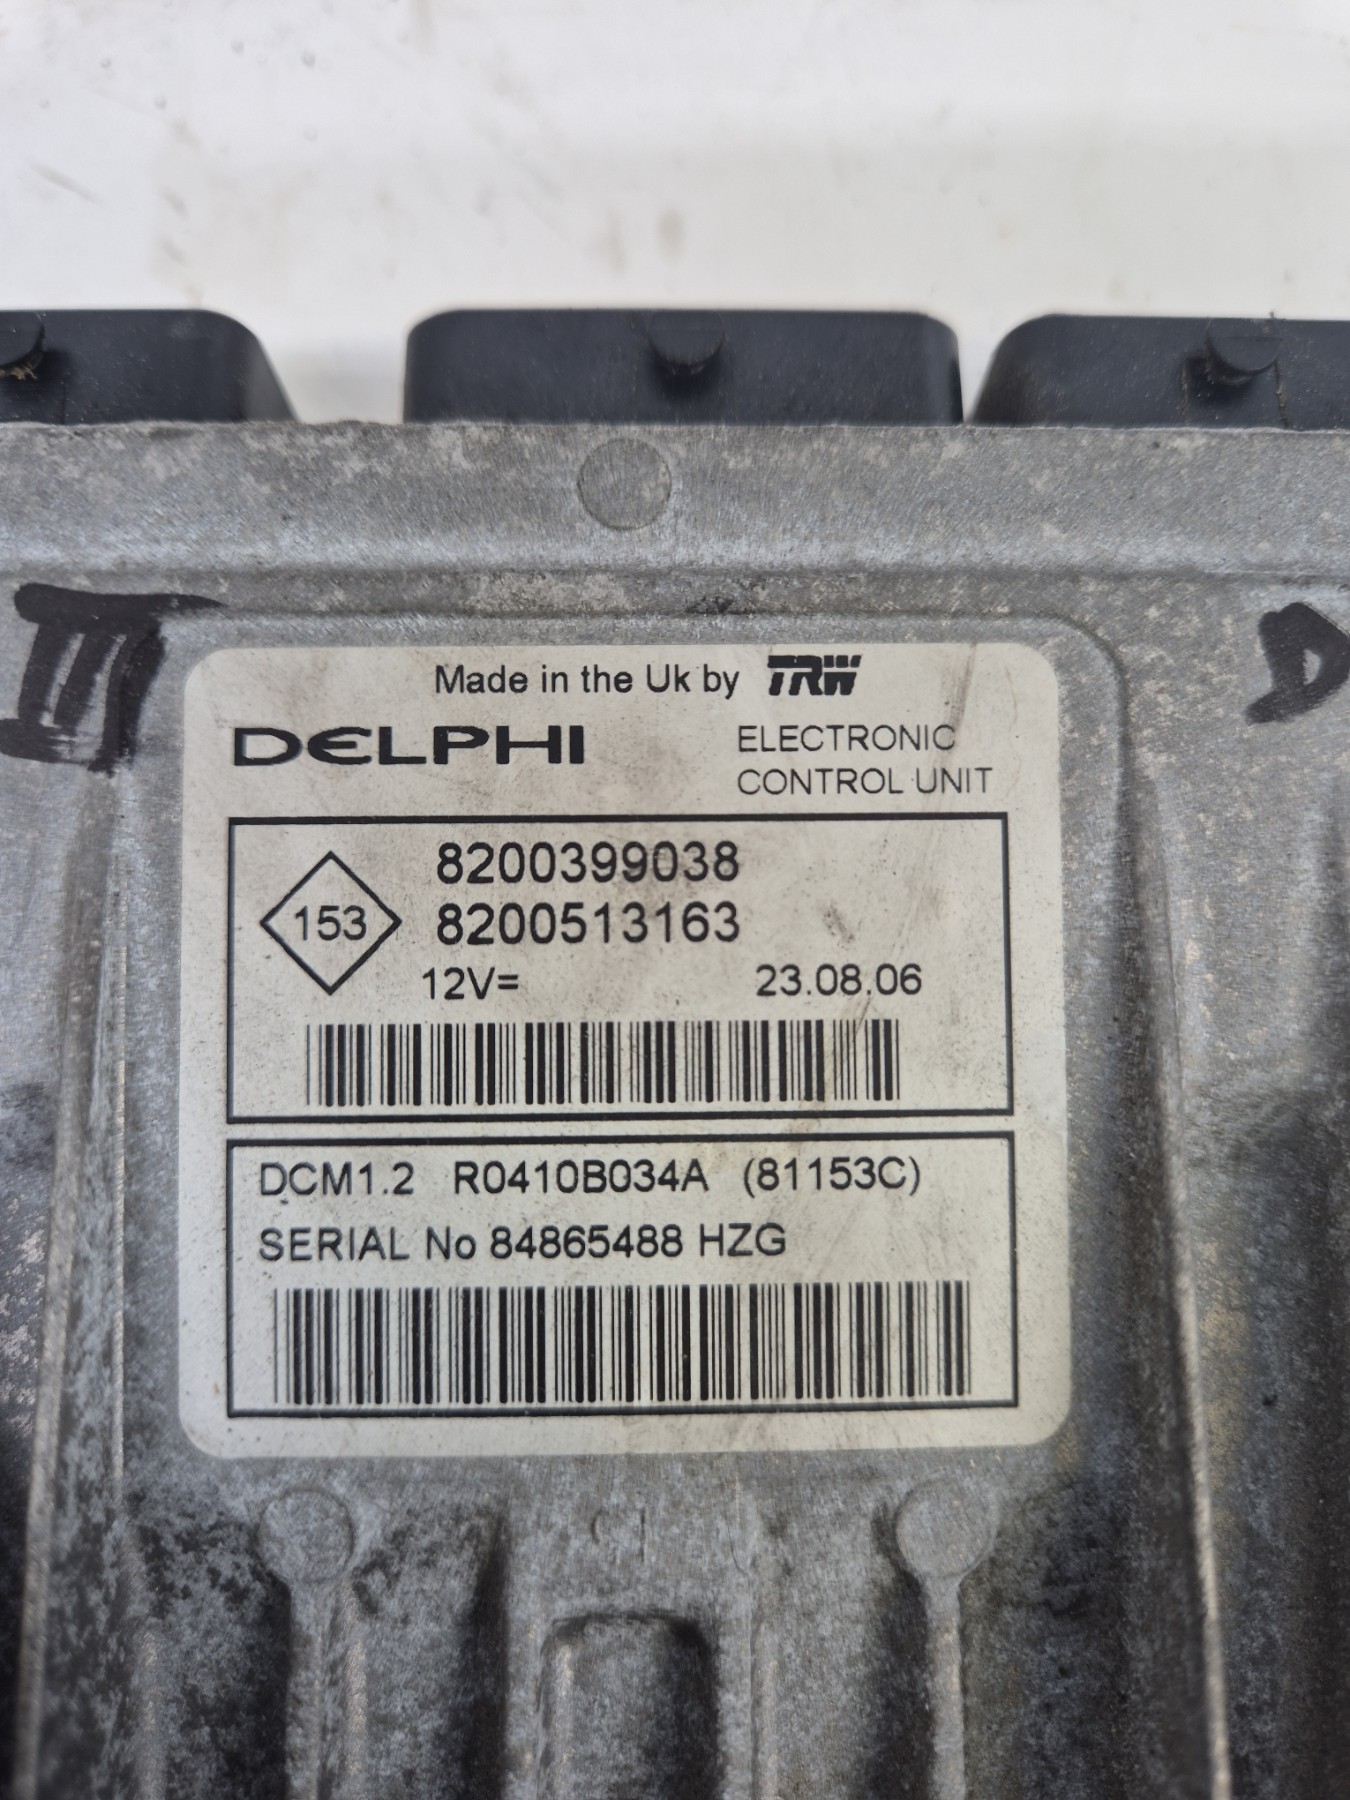 III
D
Made in the Uk by TRW
DELPHI
ELECTRONIC
CONTROL UNIT
8200399038
153
8200513163
12V=
23.08.06
DCM1.2 R0410B034A (81153C)
SERIAL No 84865488 HZG